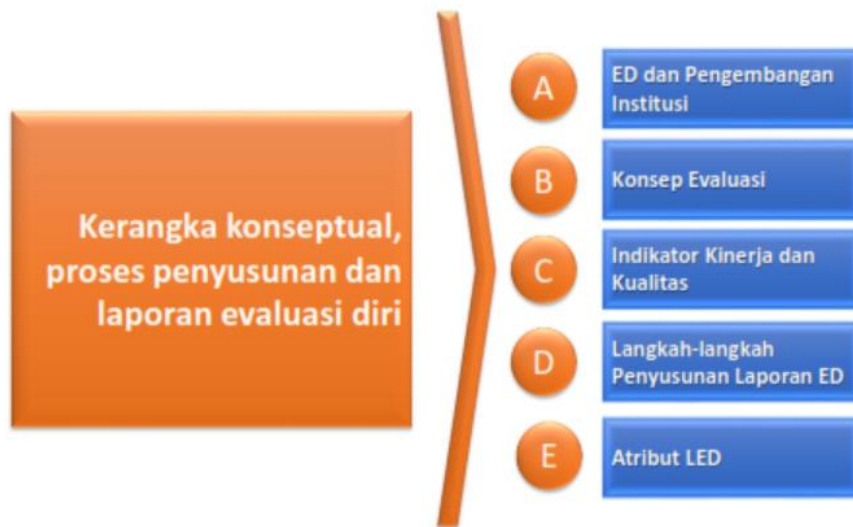 Kerangka konseptual,
proses penyusunan dan
laporan evaluasi diri
A
ED dan Pengembangan
Institusi
B
Konsep Evaluasi
C
Indikator Kinerja dan
Kualitas
D
Langkah-langkah
Penyusunan Laporan ED
E
Atribut LED